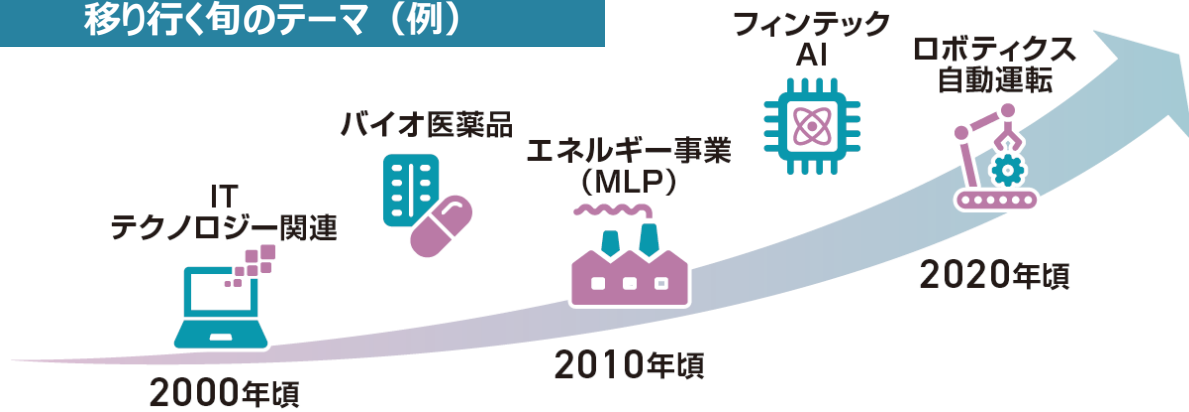 移り行く旬のテーマ（例）
IT
テクノロジー関連
バイオ医薬品
エネルギー事業
（MLP）
フィンテック
AI
ロボティクス
自動運転
2000年頃
2010年頃
2020年頃